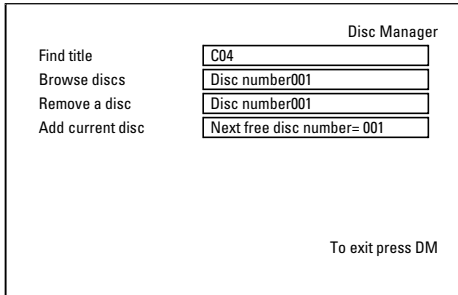 Disc Manager
Find title C04
Browse discs Disc number001
Remove a disc Disc number001
Add current disc Next free disc number= 001
To exit press DM